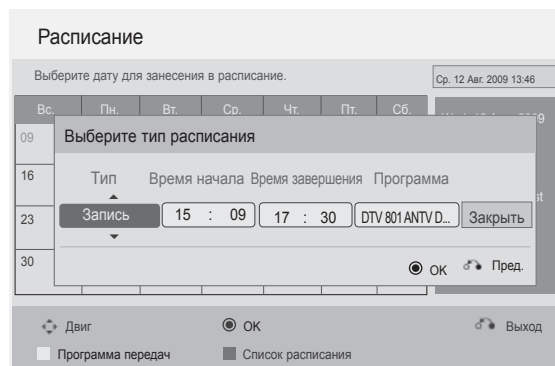 Расписание
Выберите дату для занесения в расписание.
Ср. 12 Авг. 2009 13:46
Вс. Пн. Вт. Ср. Чт. Пт. Сб.
09
Выберите тип расписания
16
Тип Время начала Время завершения Программа
23
Запись 15 : 09 17 : 30 DTV 801 ANTV D... Закрыть
30
OK Пред.
Двиг OK Выход
Программа передач Список расписания